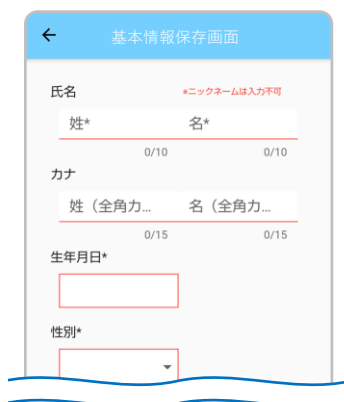 基本情報保存画面
氏名 *ニックネームは入力不可
姓* 名*
0/10 0/10
カナ
姓（全角カ... 名（全角カ...
0/15 0/15
生年月日*
性別*